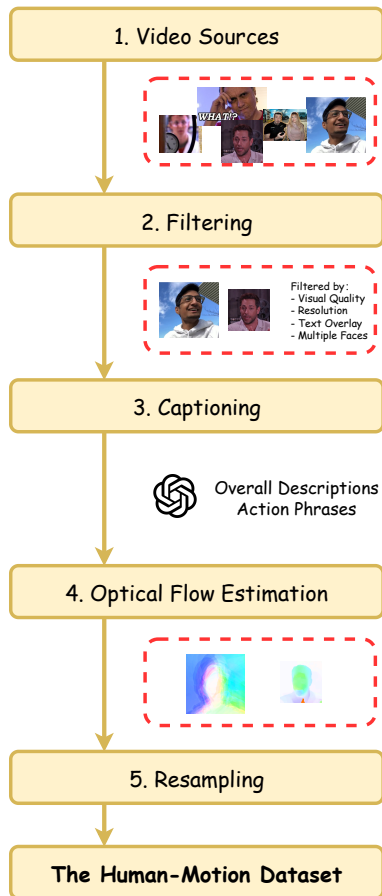 1. Video Sources
WHAT!?
2. Filtering
Filtered by:
- Visual Quality
- Resolution
- Text Overlay
- Multiple Faces
3. Captioning
Overall Descriptions
Action Phrases
4. Optical Flow Estimation
5. Resampling
The Human-Motion Dataset